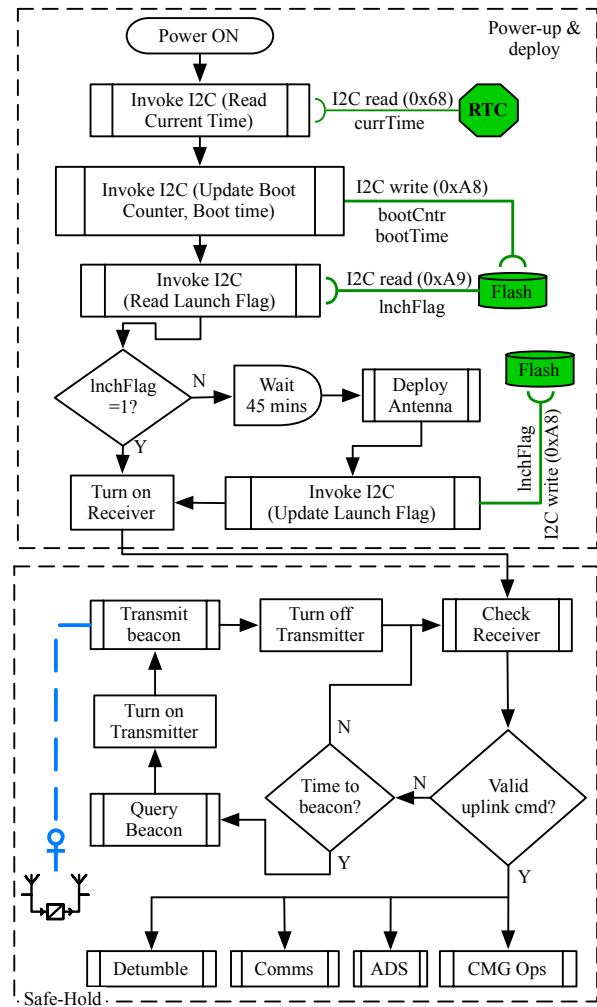 Power ON
Power-up &
deploy
Invoke I2C (Read
Current Time)
I2C read (0x68)
currTime
RTC
Invoke I2C (Update Boot
Counter, Boot time)
I2C write (0xA8)
bootCntr
bootTime
Invoke I2C
(Read Launch Flag)
I2C read (0xA9)
lnchFlag
Flash
lnchFlag
=1?
N
Y
Wait
45 mins
Deploy
Antenna
Flash
lnchFlag
I2C write (0xA8)
Turn on
Receiver
Invoke I2C
(Update Launch Flag)
Transmit
beacon
Turn off
Transmitter
Check
Receiver
Turn on
Transmitter
N
Time to
beacon?
N
Valid
uplink cmd?
Query
Beacon
Y
Y
Detumble
Comms
ADS
CMG Ops
Safe-Hold